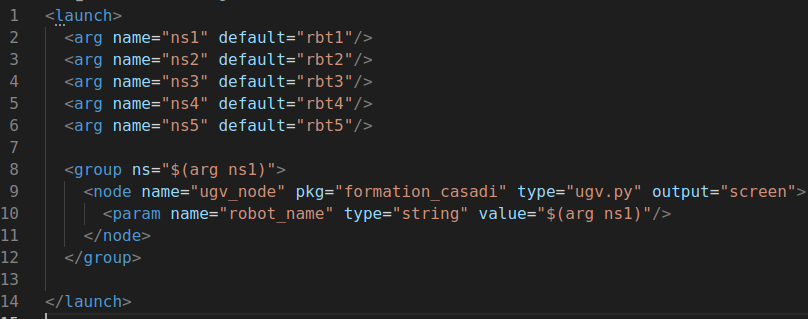 1 <launch>
2 <arg name="ns1" default="rbt1"/>
3 <arg name="ns2" default="rbt2"/>
4 <arg name="ns3" default="rbt3"/>
5 <arg name="ns4" default="rbt4"/>
6 <arg name="ns5" default="rbt5"/>
7
8 <group ns="$(arg ns1)">
9 <node name="ugv_node" pkg="formation_casadi" type="ugv.py" output="screen">
10 <param name="robot_name" type="string" value="$(arg ns1)"/>
11 </node>
12 </group>
13
14 </launch>